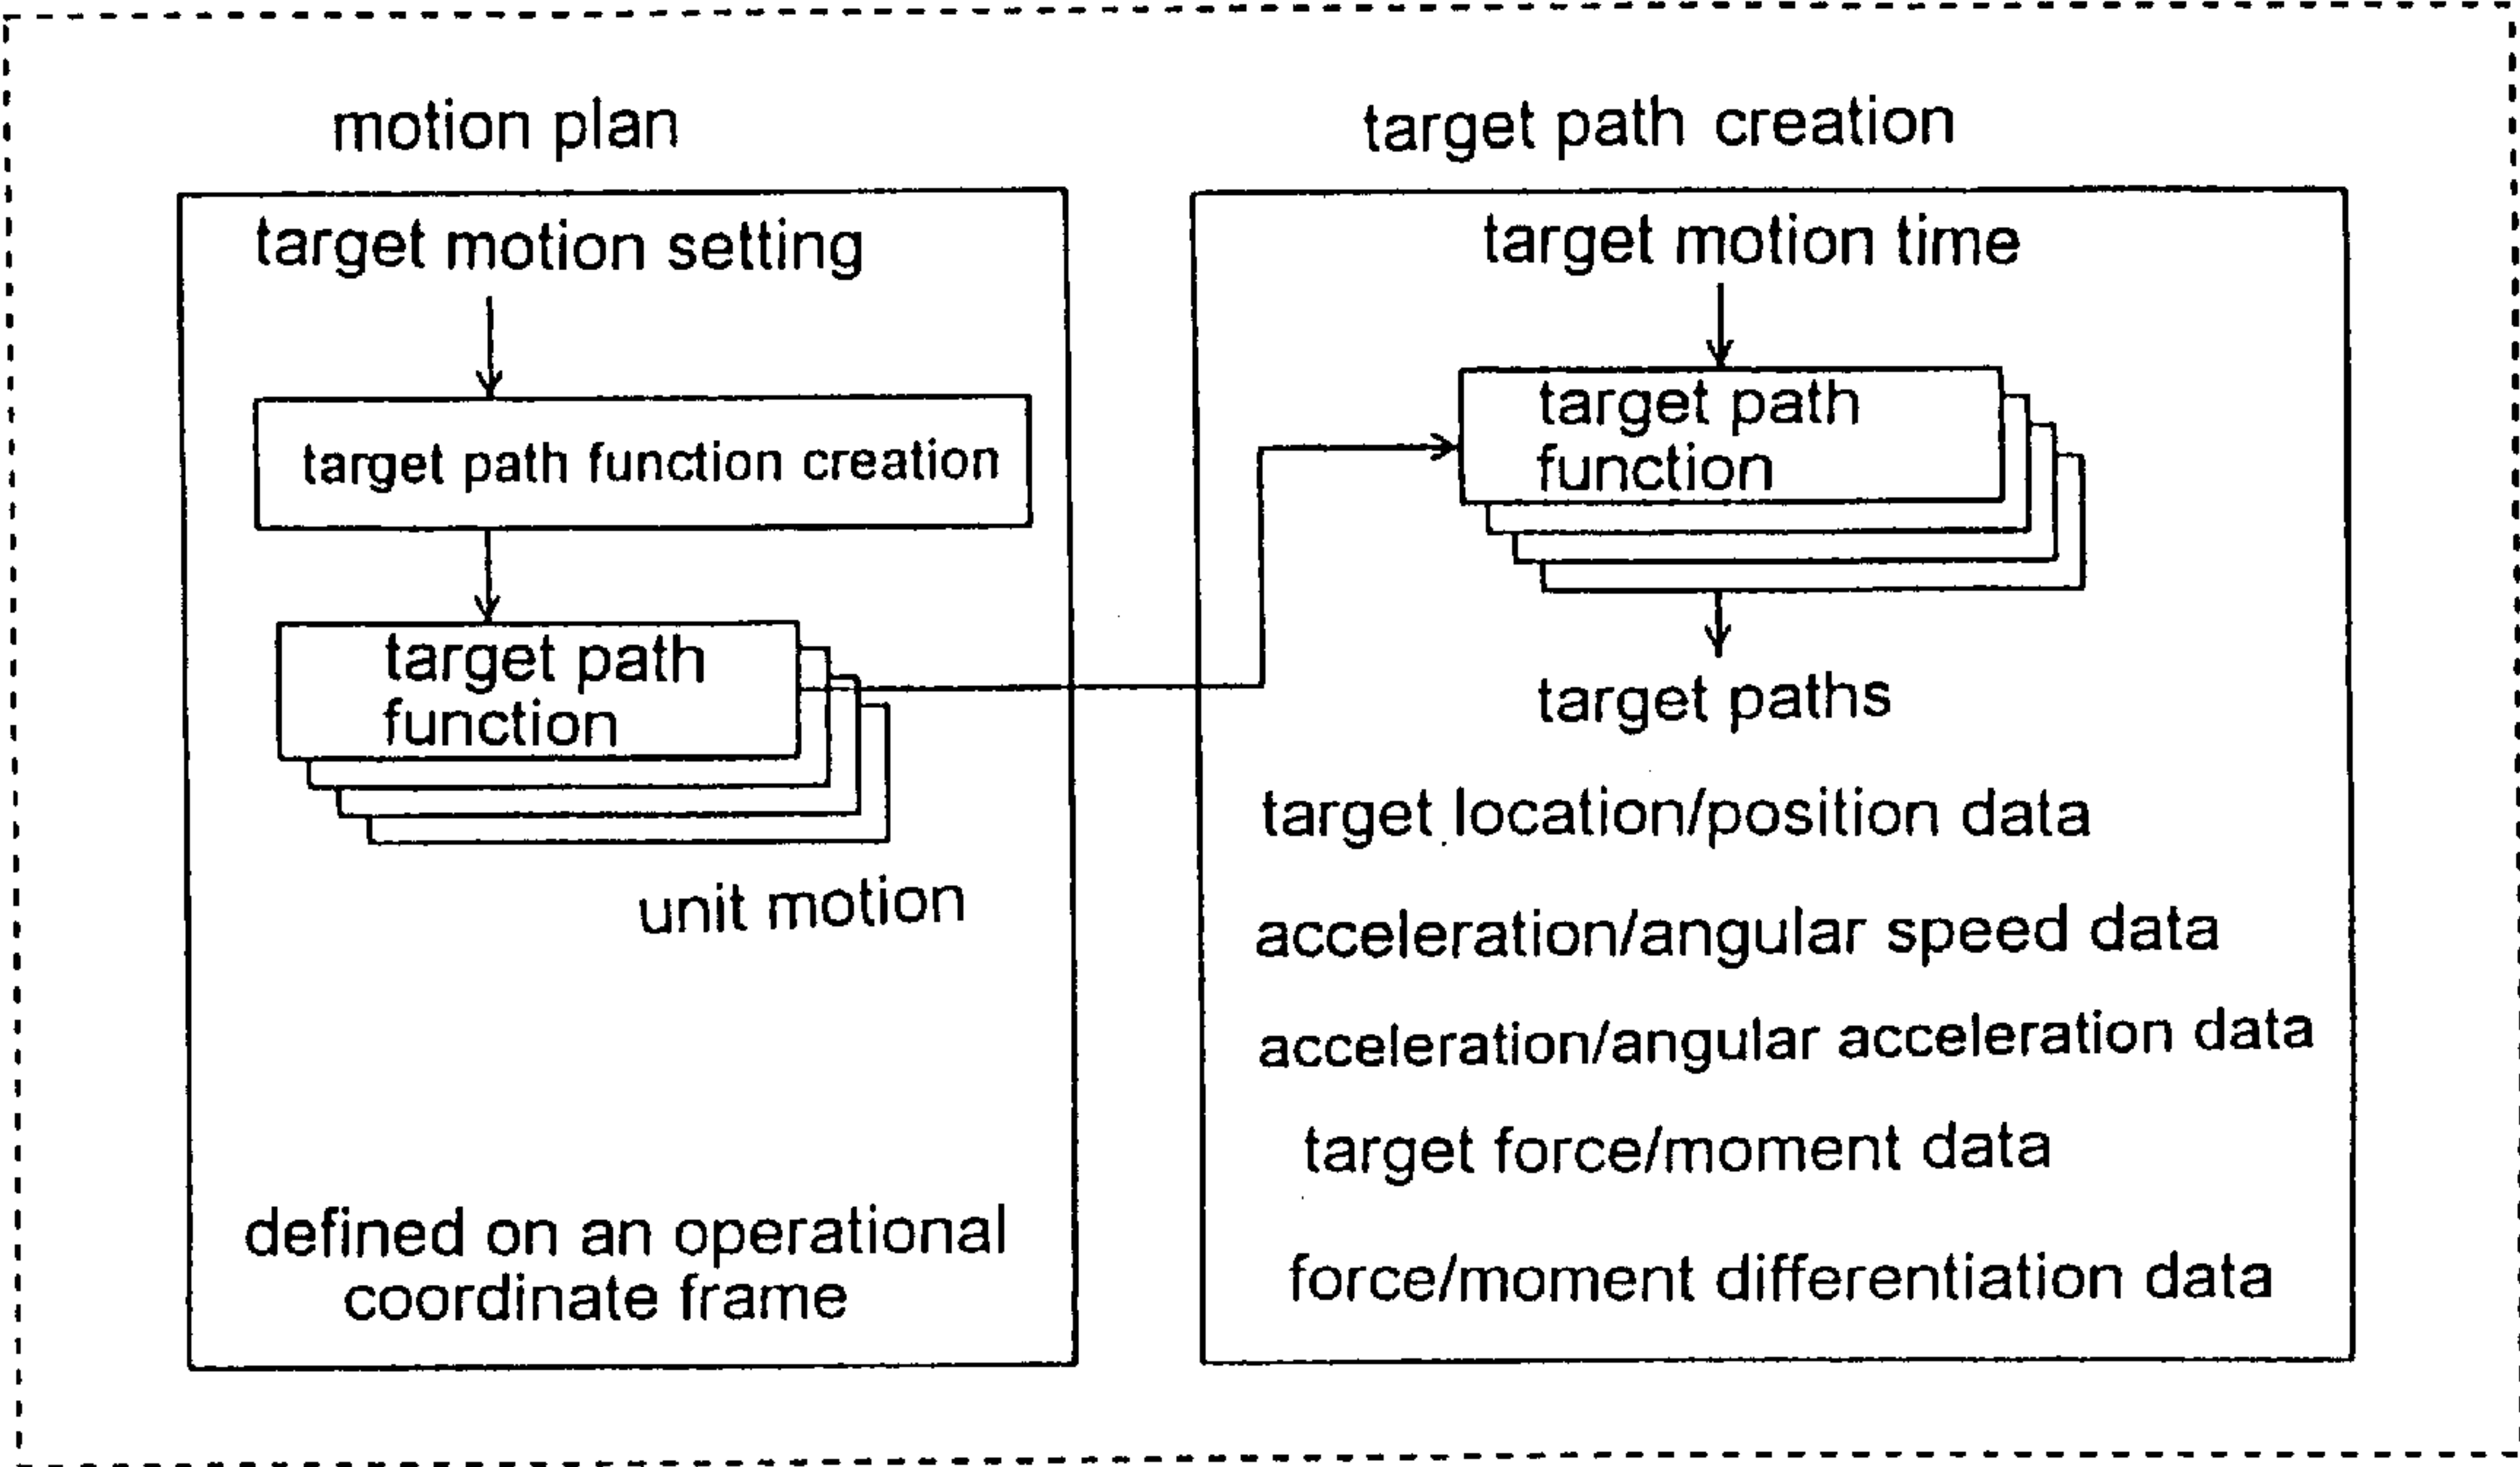 motion plan
target motion setting
target path function creation
target path
function
unit motion
defined on an operational
coordinate frame
target path creation
target motion time
target path
function
target paths
target location/position data
acceleration/angular speed data
acceleration/angular acceleration data
target force/moment data
force/moment differentiation data